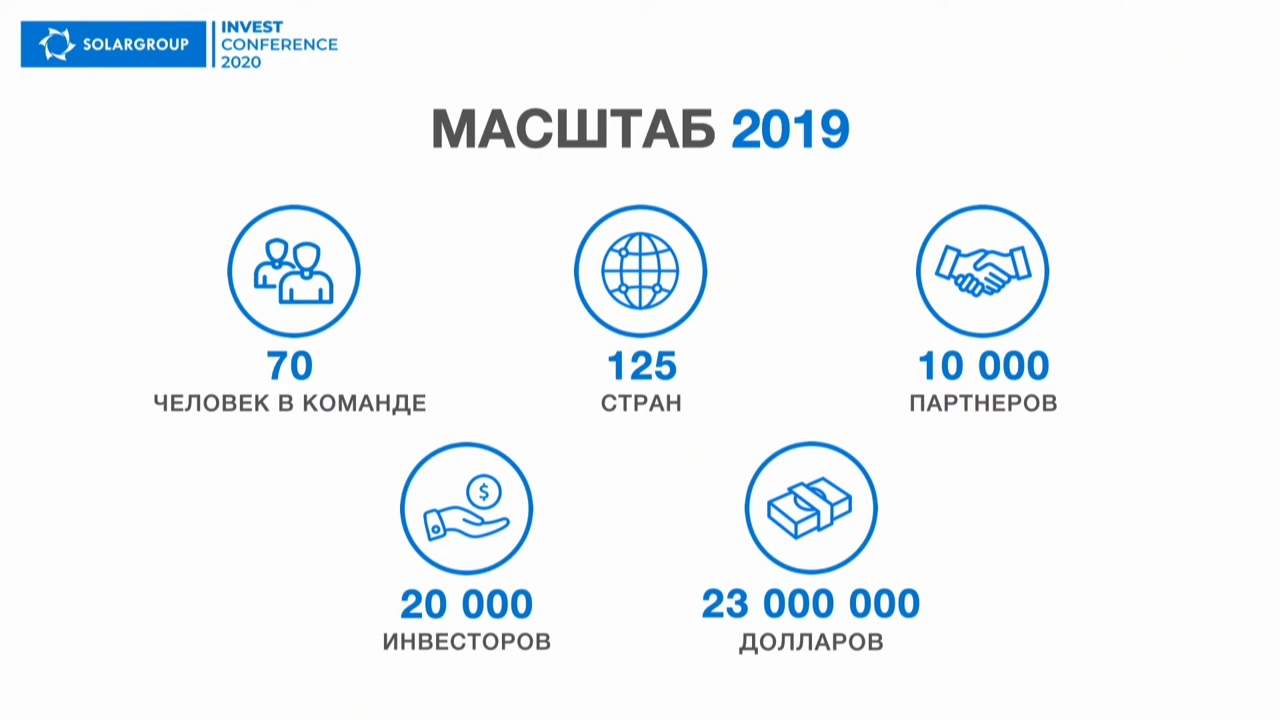 SOLARGROUP
INVEST
CONFERENCE
2020
МАСШТАБ 2019
70
ЧЕЛОВЕК В КОМАНДЕ
125
СТРАН
10 000
ПАРТНЕРОВ
$
20 000
ИНВЕСТОРОВ
23 000 000
ДОЛЛАРОВ